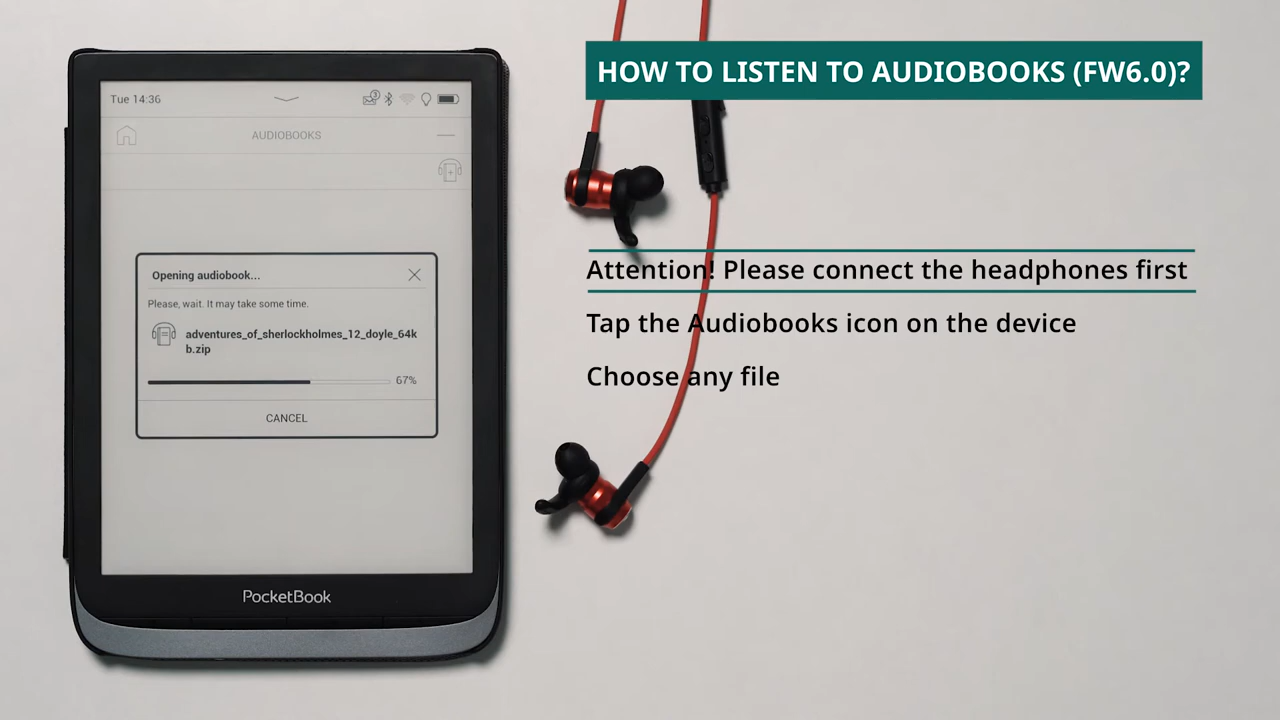 HOW TO LISTEN TO AUDIOBOOKS (FW6.0)?
Tue 14:36
3
AUDIOBOOKS
Opening audiobook...
Please, wait. It may take some time.
adventures_of_sherlockholmes_12_doyle_64k
b.zip
67%
CANCEL
PocketBook
Attention! Please connect the headphones first
Tap the Audiobooks icon on the device
Choose any file